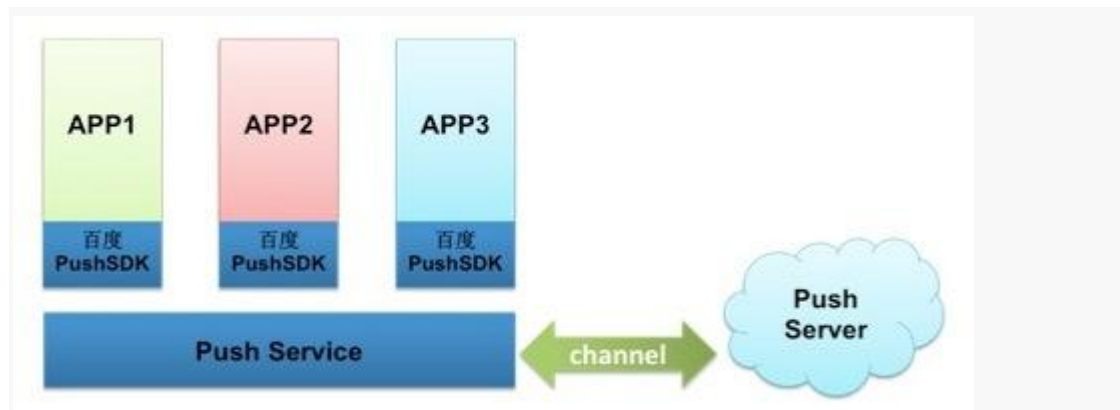 APP1
APP2
APP3
百度
PushSDK
百度
PushSDK
百度
PushSDK
Push Service
channel
Push
Server